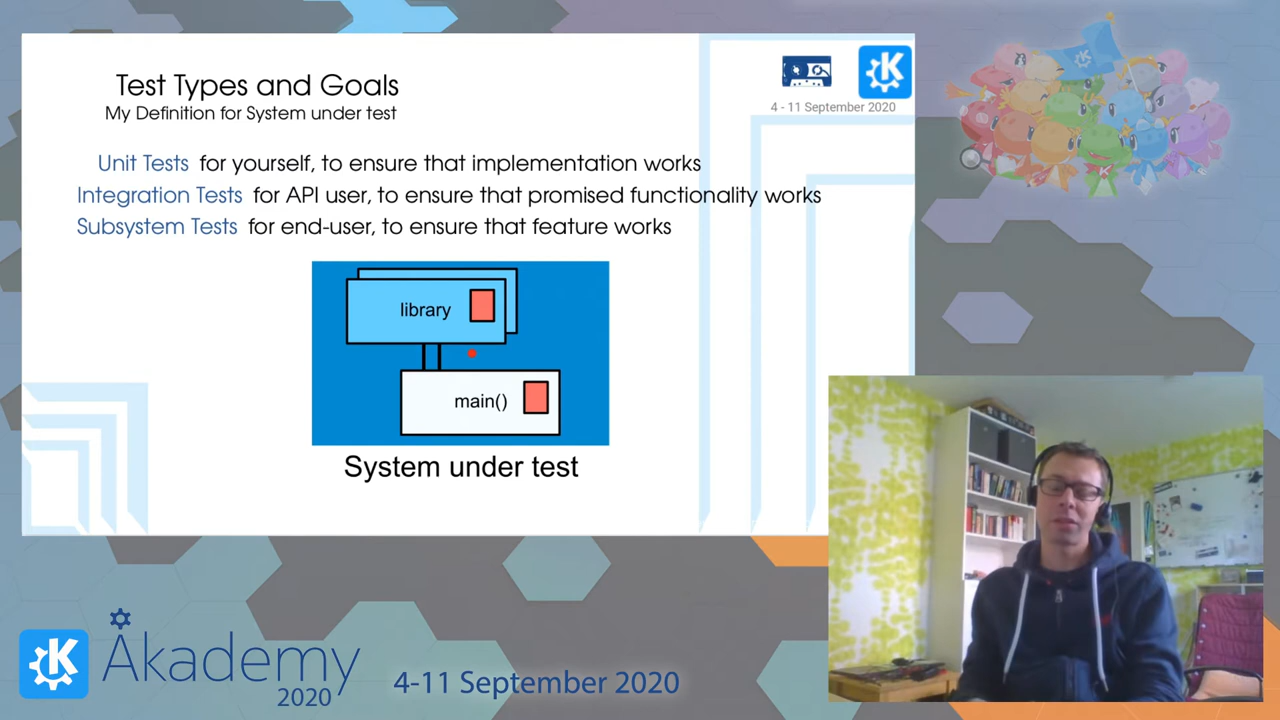 Test Types and Goals
My Definition for System under test
4 - 11 September 2020
Unit Tests for yourself, to ensure that implementation works
Integration Tests for API user, to ensure that promised functionality works
Subsystem Tests for end-user, to ensure that feature works
library
main()
System under test
Akademy
2020
4-11 September 2020